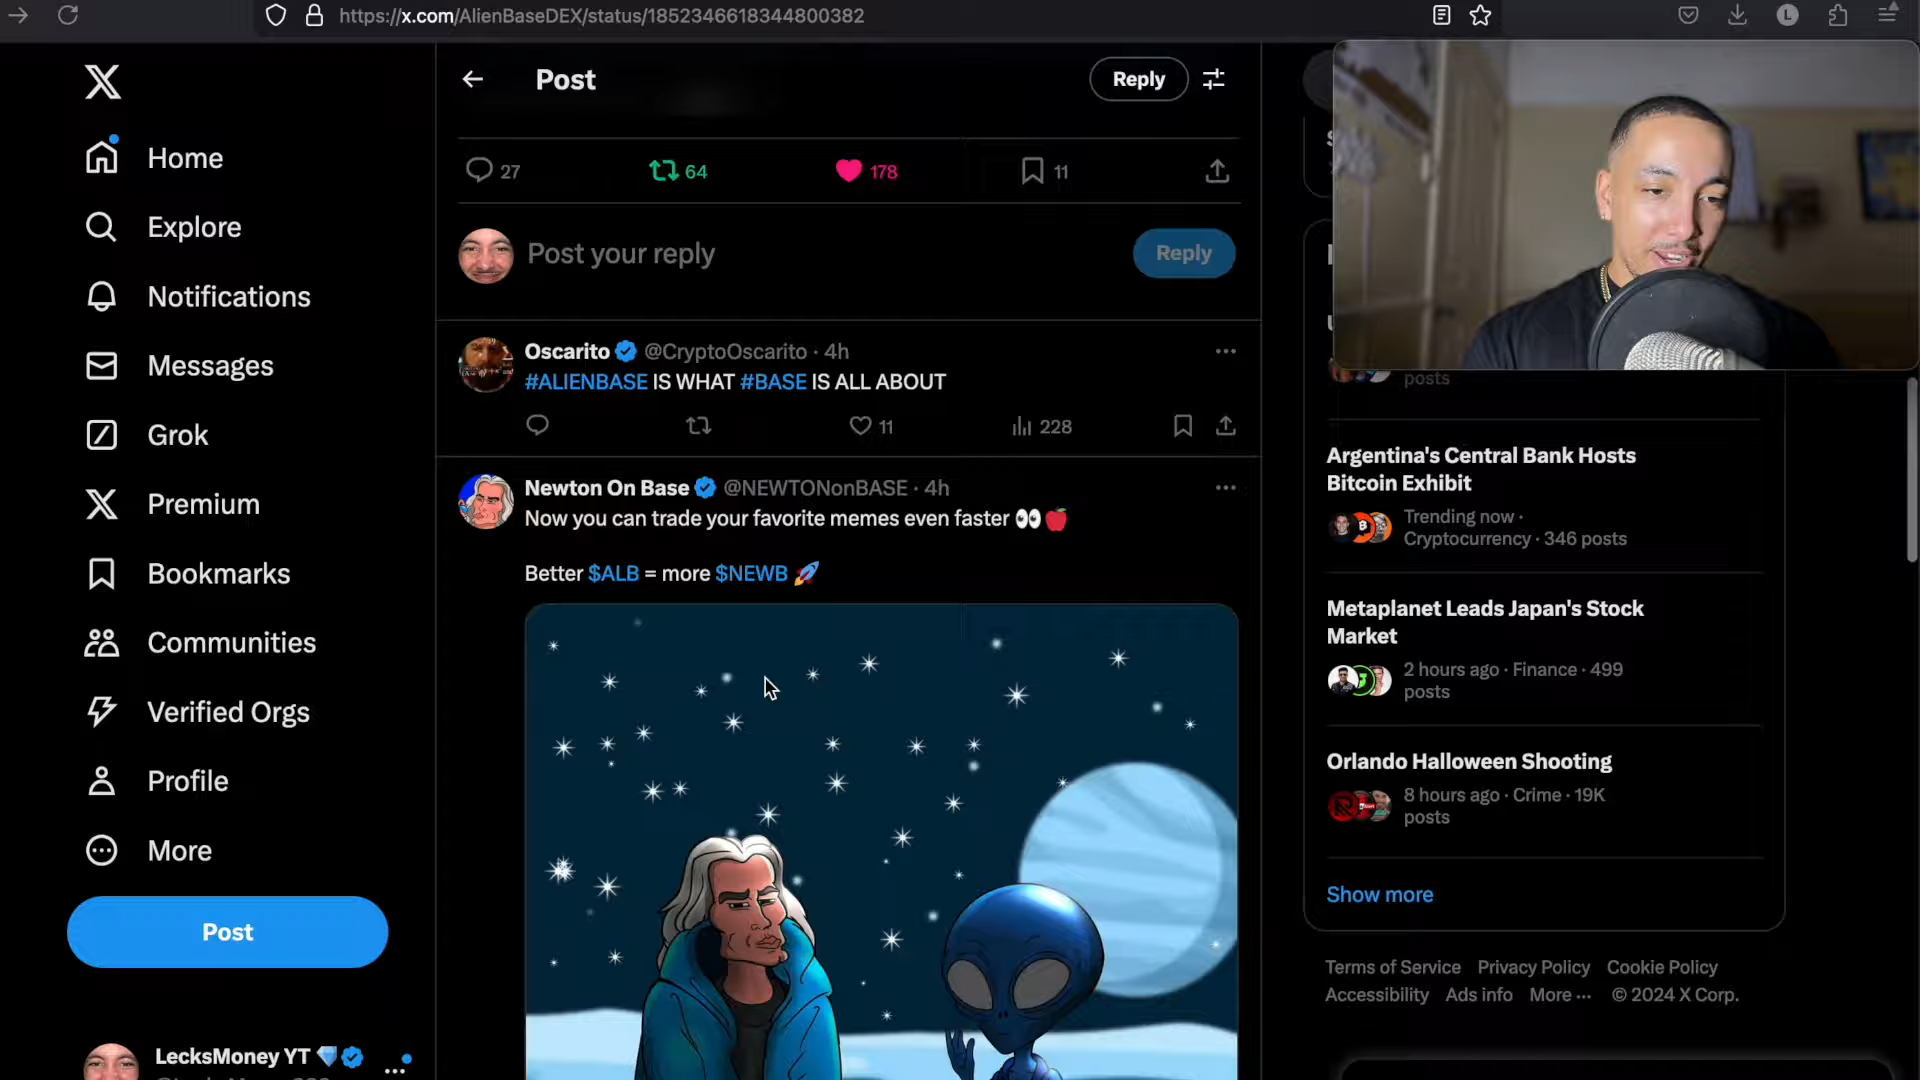 https://x.com/AlienBaseDEX/status/1852346618344800382
L
Home
Explore
Notifications
Messages
Grok
Premium
Bookmarks
Communities
Verified Orgs
Profile
More
Post
LecksMoney YT
Post
Reply
27
64
178
11
Post your reply
Reply
Oscarito @CryptoOscarito · 4h
#ALIENBASE IS WHAT #BASE IS ALL ABOUT
11
228
Newton On Base @NEWTONonBASE · 4h
Now you can trade your favorite memes even faster 👀🍎
Better $ALB = more $NEWB 🚀
posts
Argentina's Central Bank Hosts
Bitcoin Exhibit
Trending now ·
Cryptocurrency · 346 posts
Metaplanet Leads Japan's Stock
Market
2 hours ago · Finance · 499
posts
Orlando Halloween Shooting
8 hours ago · Crime · 19K
posts
Show more
Terms of Service Privacy Policy Cookie Policy
Accessibility Ads info More ··· © 2024 X Corp.